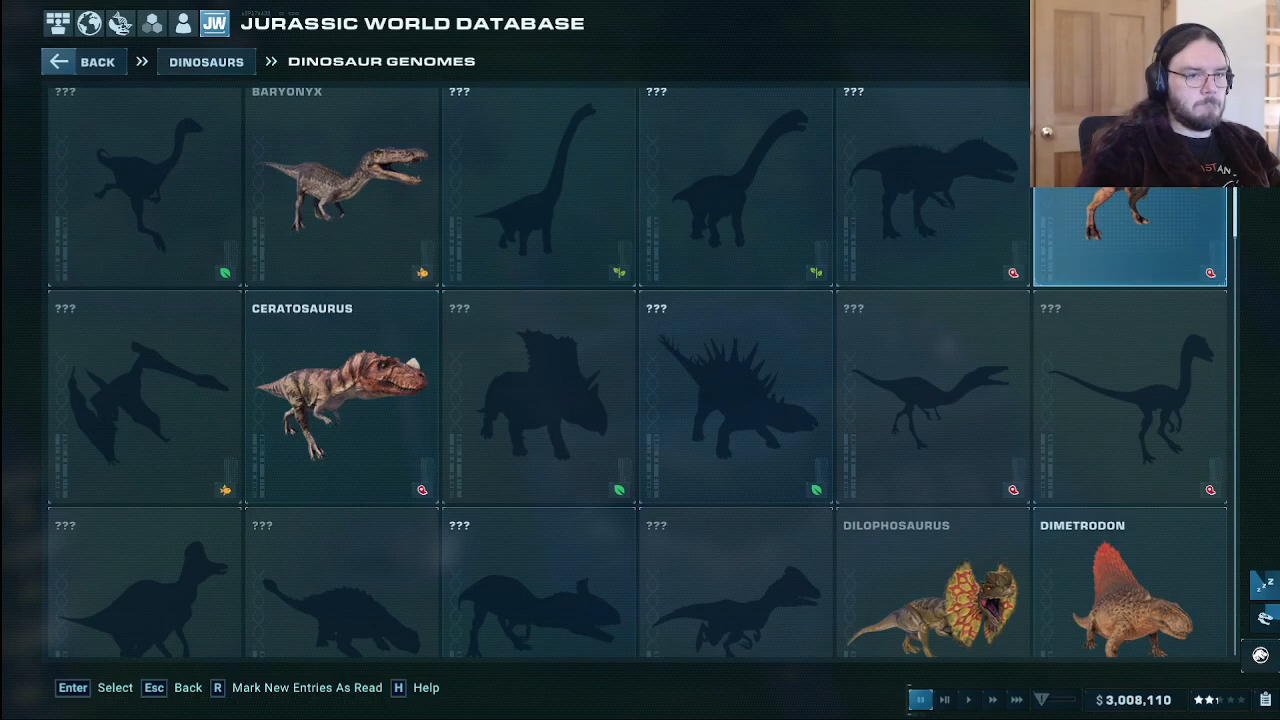 JW JURASSIC WORLD DATABASE
BACK >> DINOSAURS >> DINOSAUR GENOMES
??? BARYONYX ??? ??? ???
??? CERATOSAURUS ??? ??? ??? ???
??? ??? ??? ??? DILOPHOSAURUS DIMETRODON
Enter Select Esc Back R Mark New Entries As Read H Help
$ 3,008,110